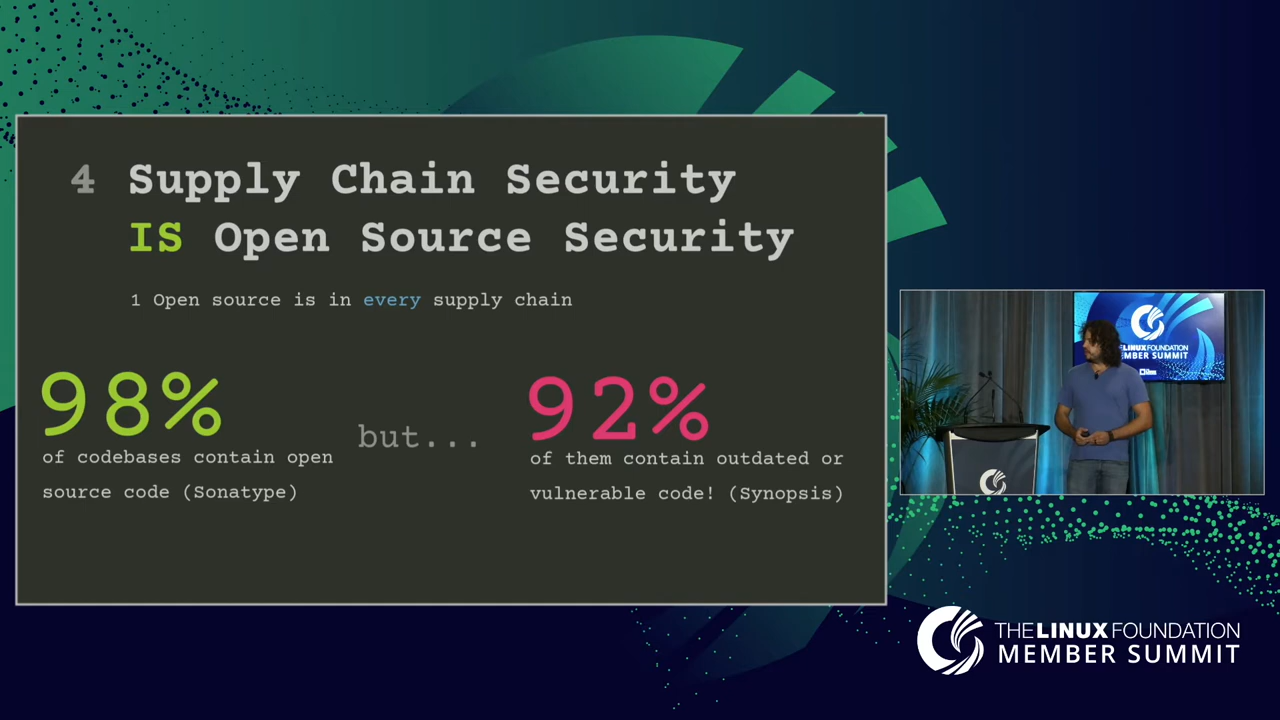 4 Supply Chain Security
IS Open Source Security
1 Open source is in every supply chain
98%
of codebases contain open
source code (Sonatype)
but...
92%
of them contain outdated or
vulnerable code! (Synopsis)
THE LINUX FOUNDATION
MEMBER SUMMIT
LINUX FOUNDATION
MEMBER SUMMIT